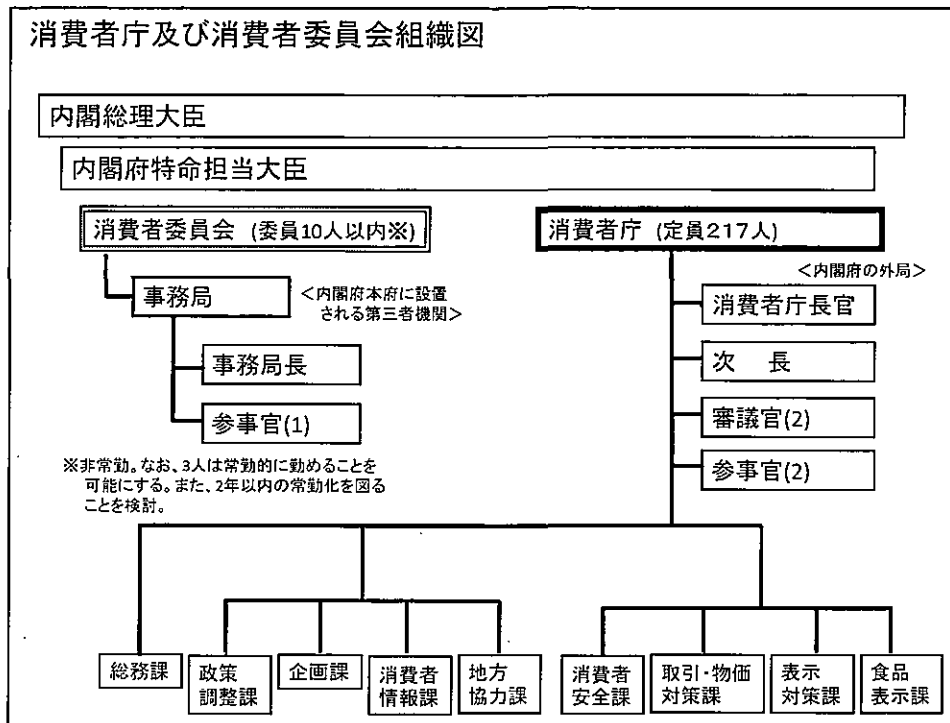 消費者庁及び消費者委員会組織図
内閣総理大臣
内閣府特命担当大臣
消費者委員会 (委員10人以内※)
消費者庁 (定員217人)
事務局
<内閣府本府に設置
される第三者機関>
事務局長
参事官(1)
※非常勤。なお、3人は常勤的に勤めることを
可能にする。また、2年以内の常勤化を図る
ことを検討。
<内閣府の外局>
消費者庁長官
次 長
審議官(2)
参事官(2)
総務課
政策
調整課
企画課
消費者
情報課
地方
協力課
消費者
安全課
取引・物価
対策課
表示
対策課
食品
表示課